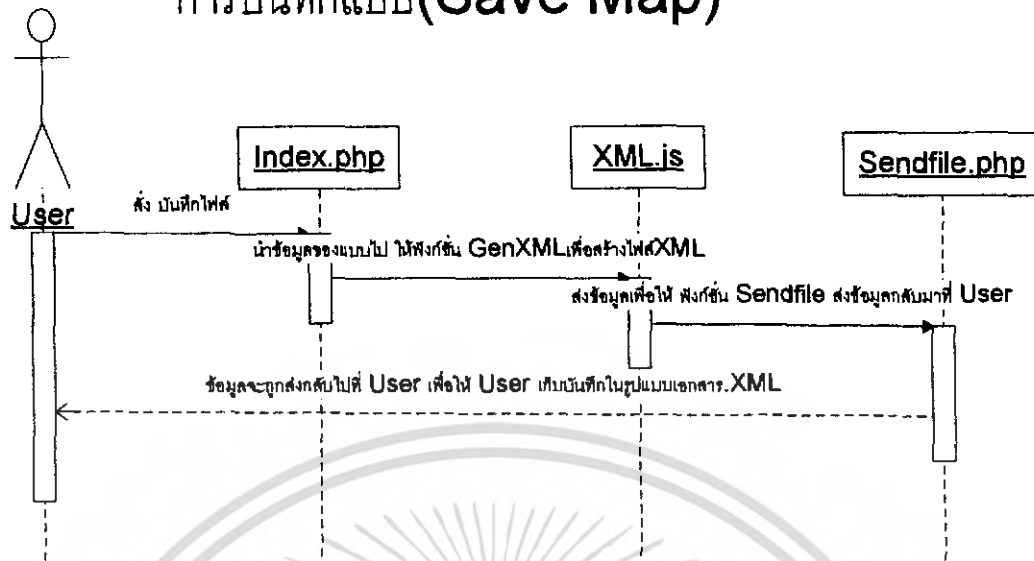 การบันทึกแบบ(Save Map)
Index.php
XML.js
Sendfile.php
User
สั่ง บันทึกไฟล์
นำข้อมูลของแบบไป ให้ฟังก์ชั่น GenXMLเพื่อสร้างไฟล์XML
ส่งข้อมูลเพื่อให้ ฟังก์ชั่น Sendfile ส่งข้อมูลกลับมาที่ User
ข้อมูลจะถูกส่งกลับไปที่ User เพื่อให้ User เก็บบันทึกในรูปแบบเอกสาร.XML